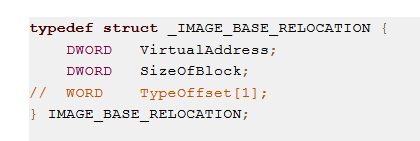 typedef struct _IMAGE_BASE_RELOCATION {
    DWORD   VirtualAddress;
    DWORD   SizeOfBlock;
//  WORD    TypeOffset[1];
} IMAGE_BASE_RELOCATION;